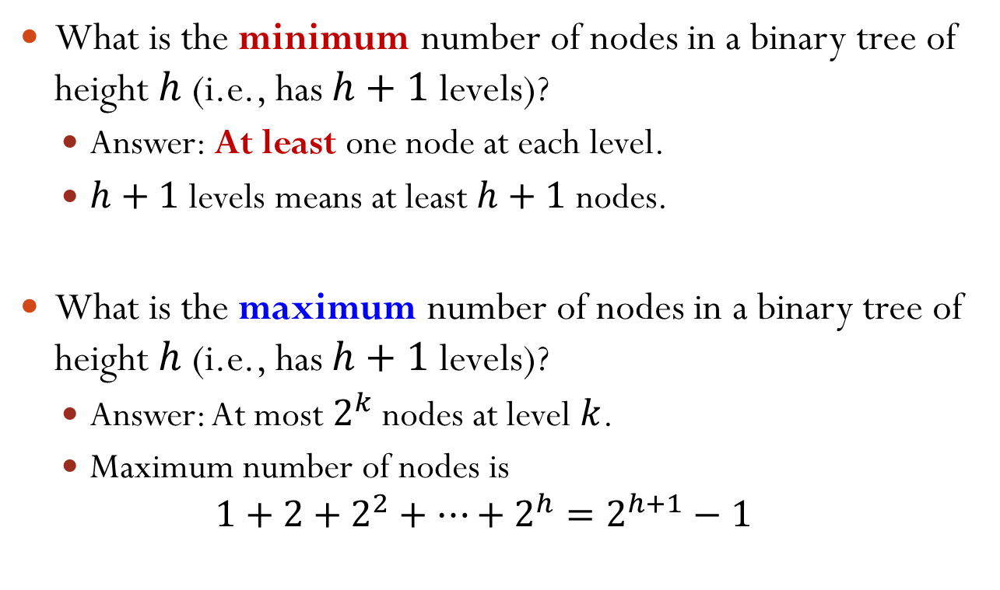 • What is the minimum number of nodes in a binary tree of
height ℎ (i.e., has ℎ + 1 levels)?
• Answer: At least one node at each level.
• ℎ + 1 levels means at least ℎ + 1 nodes.
• What is the maximum number of nodes in a binary tree of
height ℎ (i.e., has ℎ + 1 levels)?
• Answer: At most 2^k nodes at level k.
• Maximum number of nodes is
1 + 2 + 2^2 + ⋯ + 2^ℎ = 2^{ℎ+1} − 1